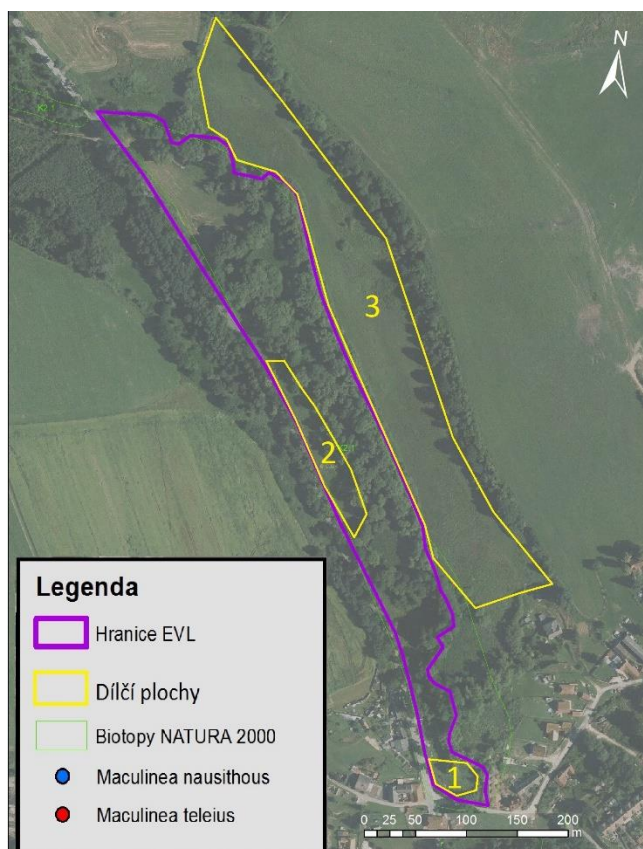 N
3
2
1
Legenda
Hranice EVL
Dílčí plochy
Biotopy NATURA 2000
Maculinea nausithous
Maculinea teleius
0 25 50 100 150 200
m